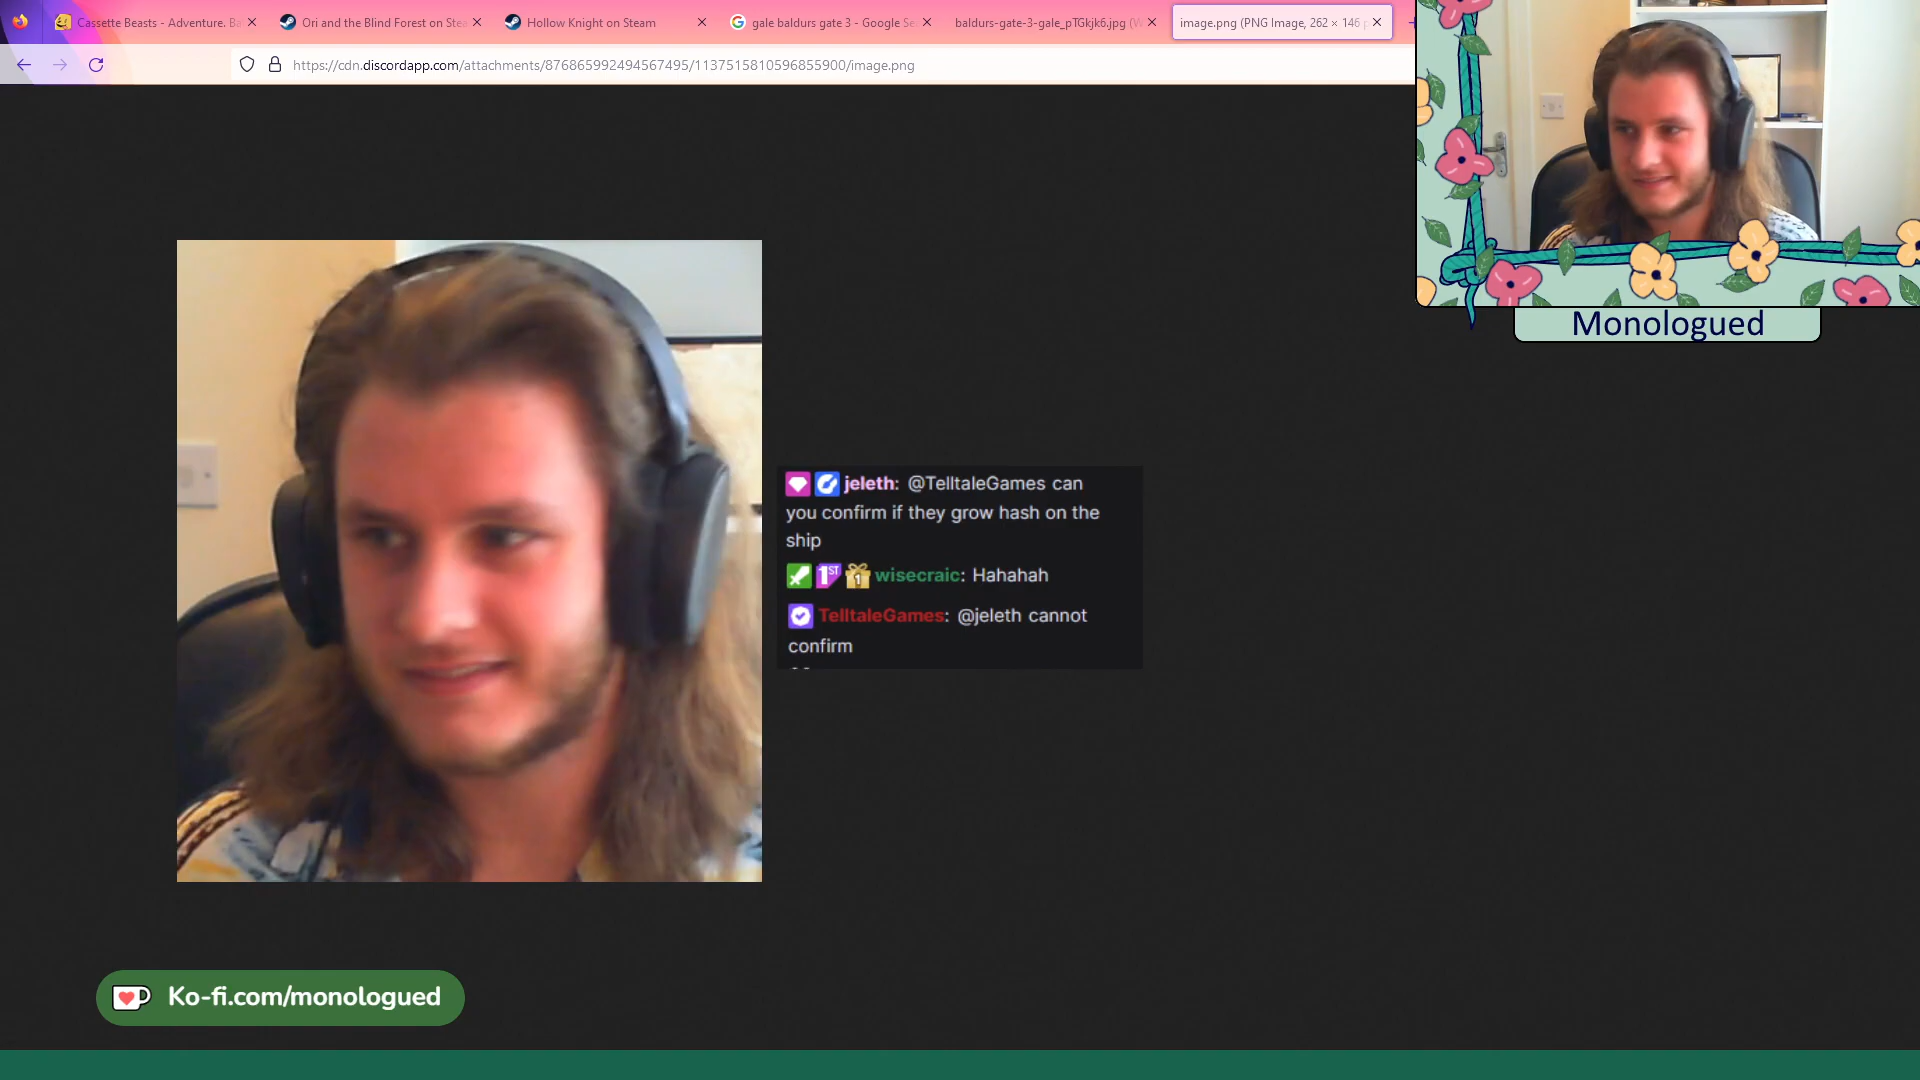 Cassette Beasts - Adventure. Ba
Ori and the Blind Forest on Stea
Hollow Knight on Steam
gale baldurs gate 3 - Google Se
baldurs-gate-3-gale_pTGkjk6.jpg (W
image.png (PNG Image, 262 × 146 p
https://cdn.discordapp.com/attachments/876865992494567495/1137515810596855900/image.png
Monologued
jeleth: @TelltaleGames can
you confirm if they grow hash on the
ship
1ST 1 wisecraic: Hahahah
TelltaleGames: @jeleth cannot
confirm
Ko-fi.com/monologued